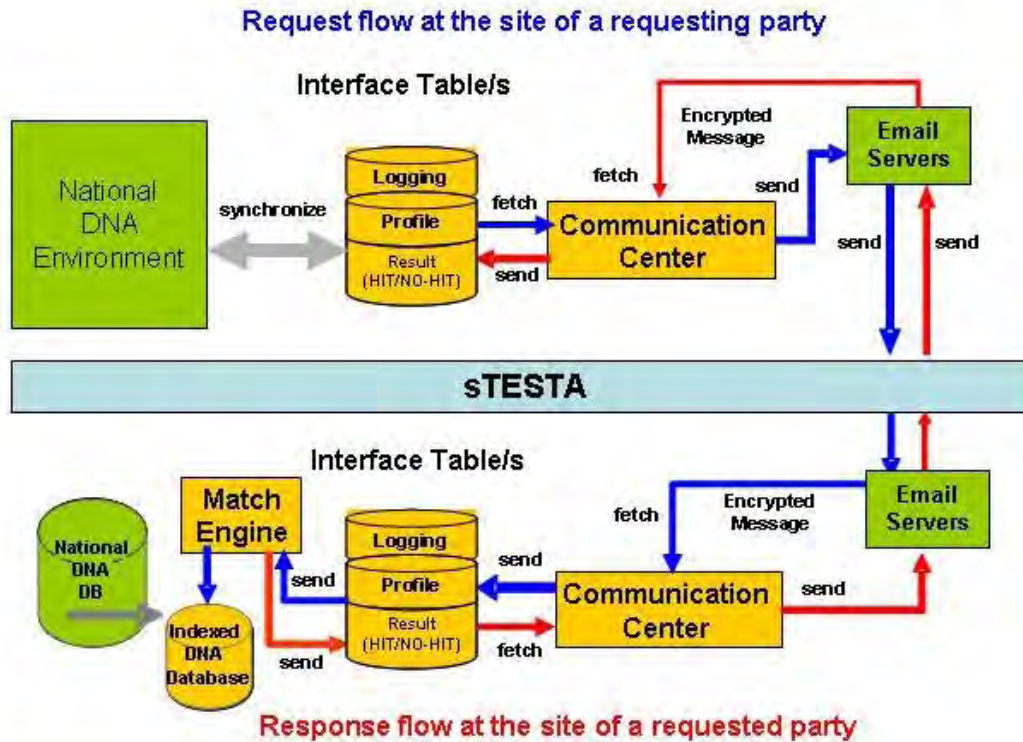 Request flow at the site of a requesting party
Interface Table/s
National
DNA
Environment
synchronize
Logging
Profile
Result
(HIT/NO-HIT)
fetch
send
Communication
Center
fetch
Encrypted
Message
send
Email
Servers
send
send
sTESTA
Interface Table/s
National
DNA
DB
Match
Engine
Indexed
DNA
Database
send
send
Logging
Profile
Result
(HIT/NO-HIT)
send
fetch
Communication
Center
fetch
Encrypted
Message
send
Email
Servers
Response flow at the site of a requested party